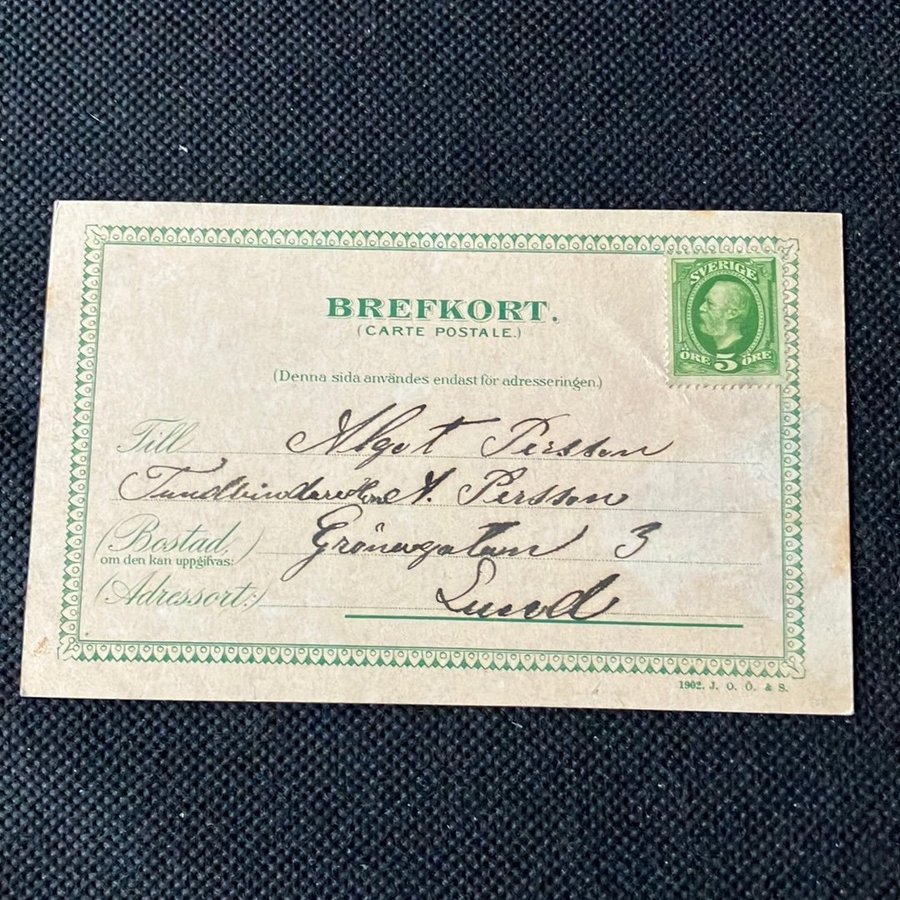 SVERIGE
ÖRE 5 ÖRE
BREFKORT.
(CARTE POSTALE.)
(Denna sida användes endast för adresseringen.)
Till Algot Persson
A. Persson
(Bostad,) Grönegatan 3
om den kan uppgifvas:
(Adressort:) Lund
1902. J. O. Ö. & S.